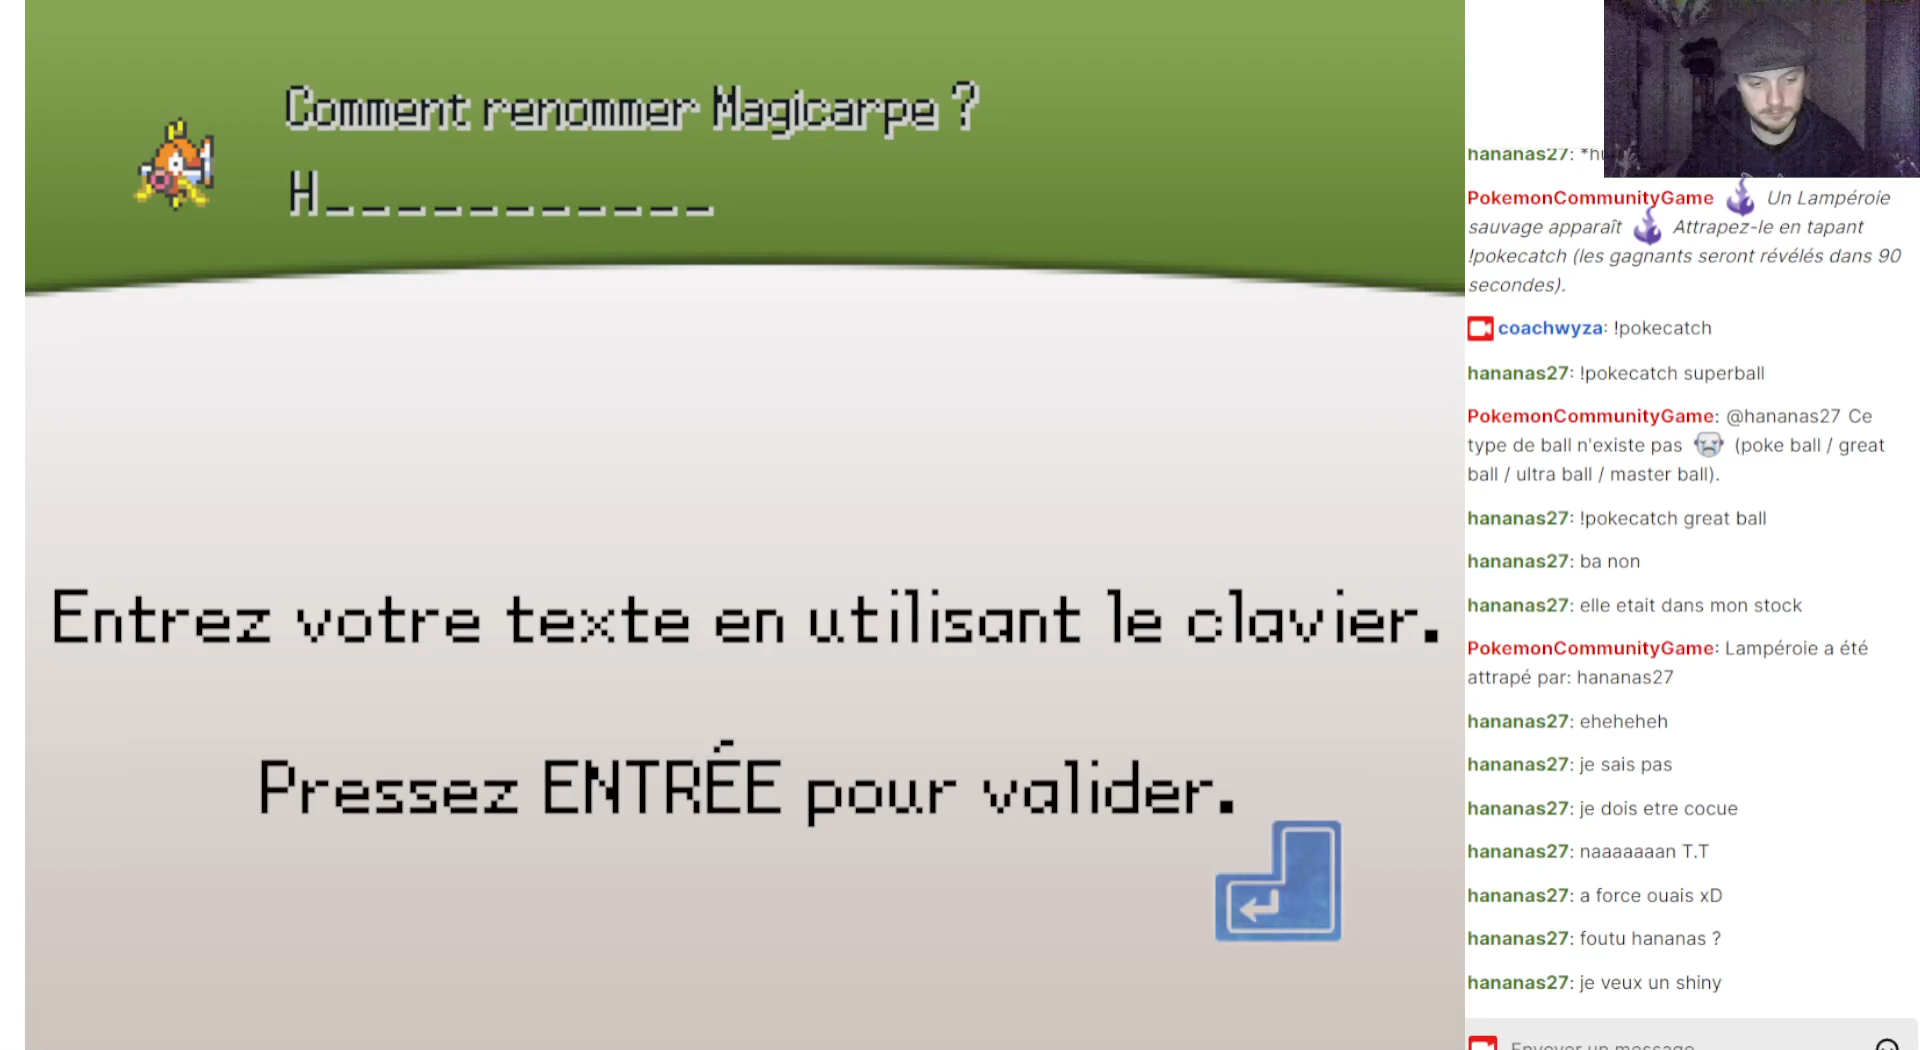 Comment renommer Magicarpe ?
H___________
Entrez votre texte en utilisant le clavier.
Pressez ENTRÉE pour valider.
hananas27:
PokemonCommunityGame Un Lampéroie
sauvage apparaît Attrapez-le en tapant
!pokecatch (les gagnants seront révélés dans 90
secondes).
coachwyza: !pokecatch
hananas27: !pokecatch superball
PokemonCommunityGame: @hananas27 Ce
type de ball n'existe pas (poke ball / great
ball / ultra ball / master ball).
hananas27: !pokecatch great ball
hananas27: ba non
hananas27: elle etait dans mon stock
PokemonCommunityGame: Lampéroie a été
attrapé par: hananas27
hananas27: eheheheh
hananas27: je sais pas
hananas27: je dois etre cocue
hananas27: naaaaaaan T.T
hananas27: a force ouais xD
hananas27: foutu hananas ?
hananas27: je veux un shiny
Envoyer un message